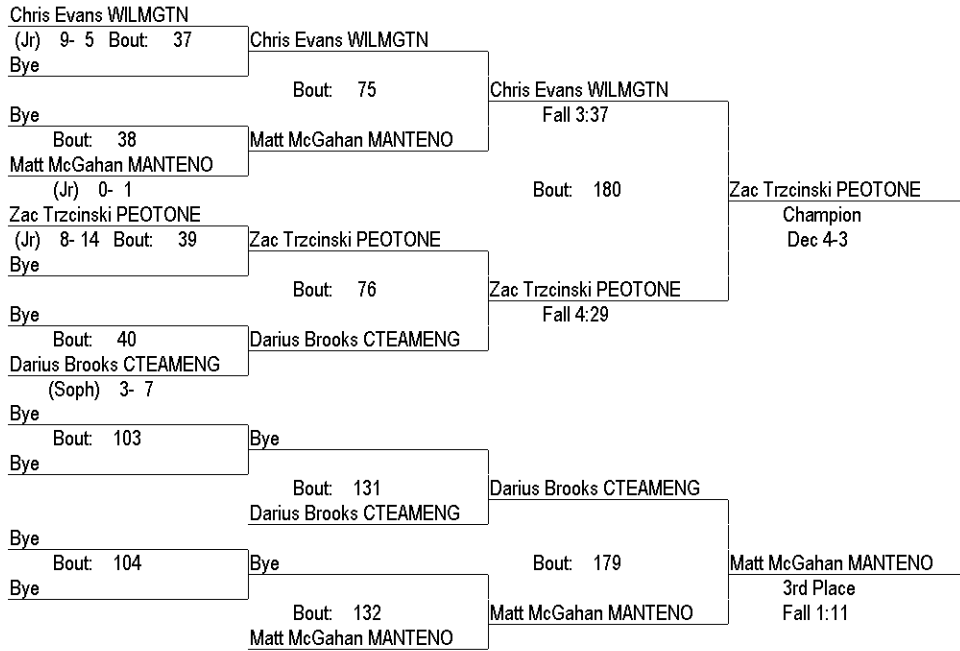 Chris Evans WILMGTN
(Jr) 9- 5 Bout: 37 Chris Evans WILMGTN
Bye
Bout: 75 Chris Evans WILMGTN
Bye Fall 3:37
Bout: 38 Matt McGahan MANTENO
Matt McGahan MANTENO
(Jr) 0- 1 Bout: 180 Zac Trzcinski PEOTONE
Zac Trzcinski PEOTONE Champion
(Jr) 8- 14 Bout: 39 Zac Trzcinski PEOTONE Dec 4-3
Bye
Bout: 76 Zac Trzcinski PEOTONE
Bye Fall 4:29
Bout: 40 Darius Brooks CTEAMENG
Darius Brooks CTEAMENG
(Soph) 3- 7
Bye
Bout: 103 Bye
Bye
Bout: 131 Darius Brooks CTEAMENG
Darius Brooks CTEAMENG
Bye
Bout: 104 Bye Bout: 179 Matt McGahan MANTENO
Bye 3rd Place
Bout: 132 Matt McGahan MANTENO Fall 1:11
Matt McGahan MANTENO